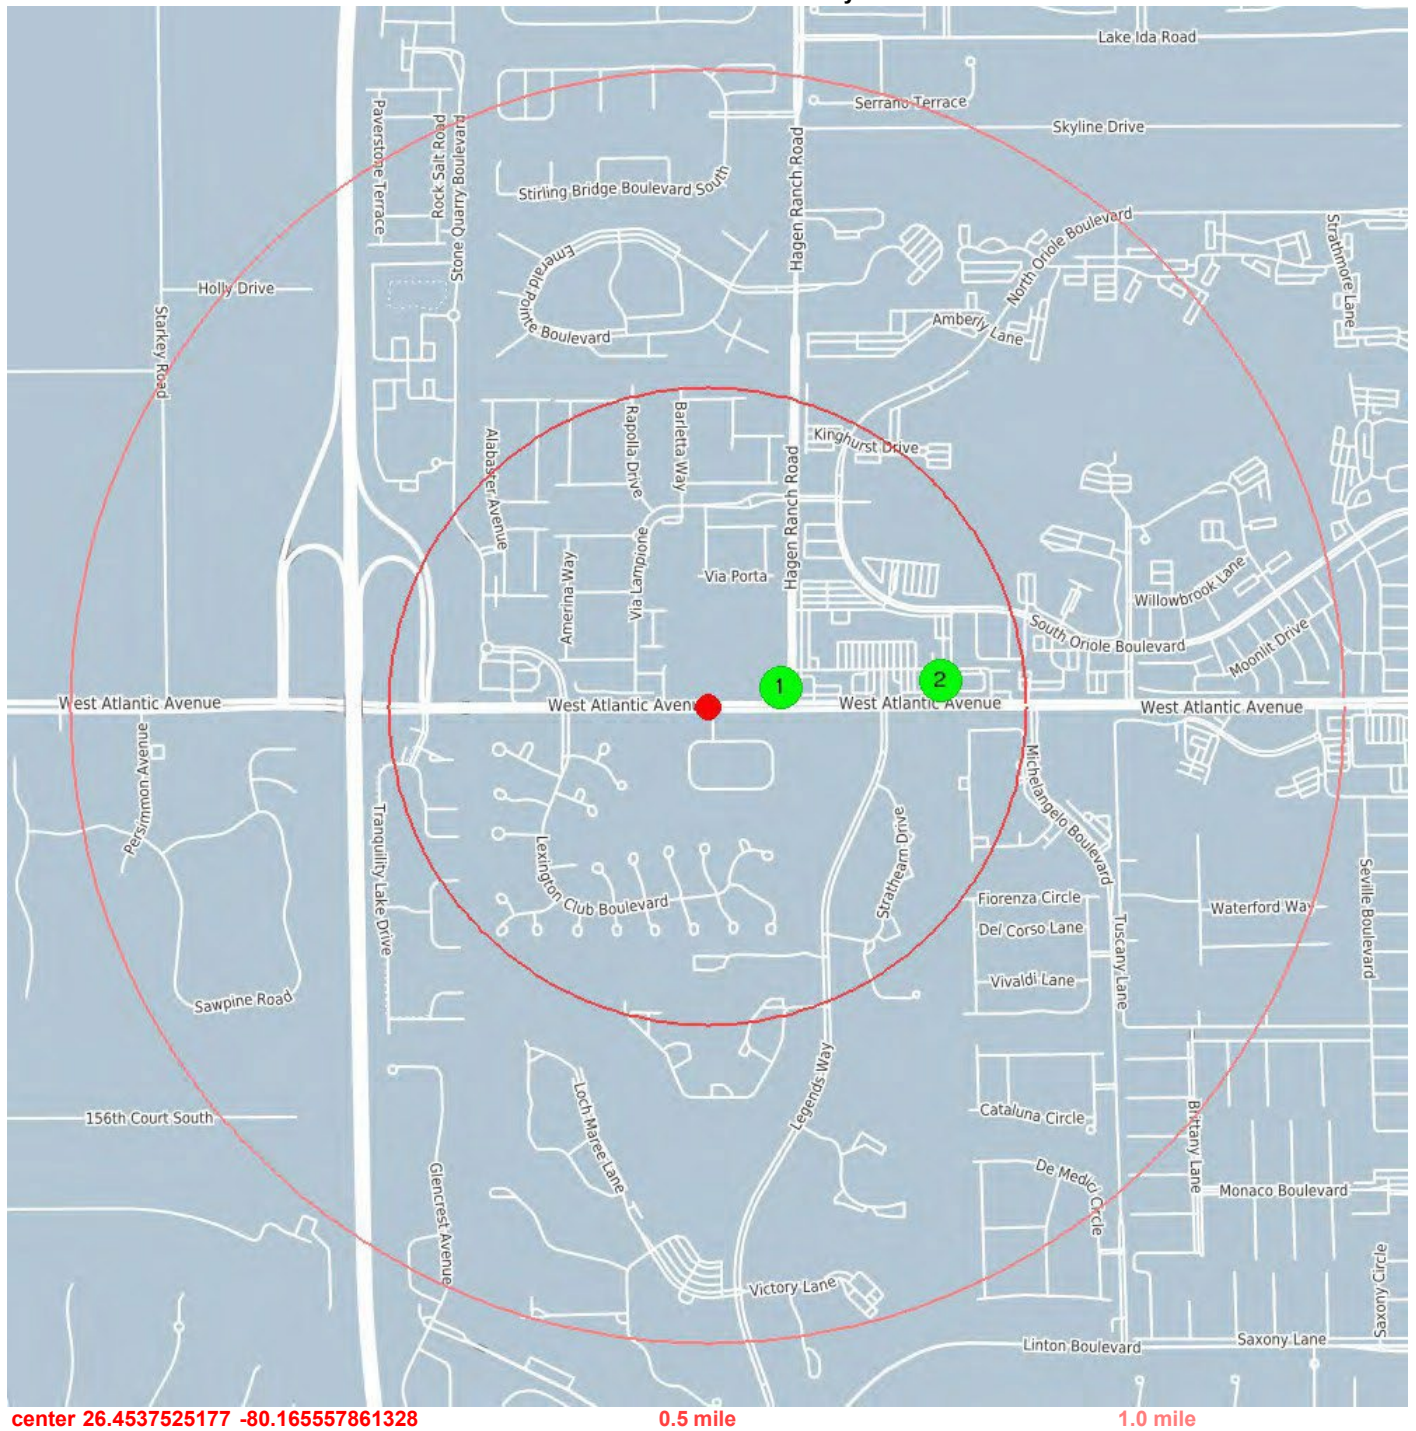 Lake Ida Road
Serrano Terrace
Skyline Drive
Paverstone Terrace
Rock Salt Road
Stone Quarry Boulevard
Hagen Ranch Road
Stirling Bridge Boulevard South
North Oriole Boulevard
Strathmore Lane
Emerald Pointe Boulevard
Holly Drive
Starkey Road
Amberly Lane
Alabaster Avenue
Rapolla Drive
Barletta Way
Kinghurst Drive
Hagen Ranch Road
Amerina Way
Via Lampione
Via Porta
Willowbrook Lane
South Oriole Boulevard
Moonlit Drive
1
2
West Atlantic Avenue
West Atlantic Avenu
West Atlantic Avenue
West Atlantic Avenue
Persimmon Avenue
Tranquility Lake Drive
Lexington Club Boulevard
Strathearn Drive
Michelangelo Boulevard
Fiorenza Circle
Del Corso Lane
Vivaldi Lane
Tuscany Lane
Waterford Way
Seville Boulevard
Sawpine Road
Legends Way
Loch Maree Lane
156th Court South
Cataluna Circle
Brittany Lane
De Medici Circle
Monaco Boulevard
Glencrest Avenue
Victory Lane
Saxony Circle
Linton Boulevard
Saxony Lane
center 26.4537525177 -80.165557861328
0.5 mile
1.0 mile